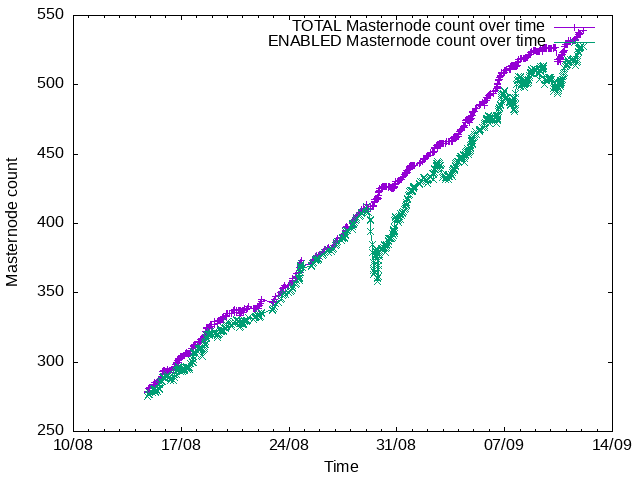 TOTAL Masternode count over time
ENABLED Masternode count over time
550
500
450
400
350
300
250
Masternode count
10/08 17/08 24/08 31/08 07/09 14/09
Time